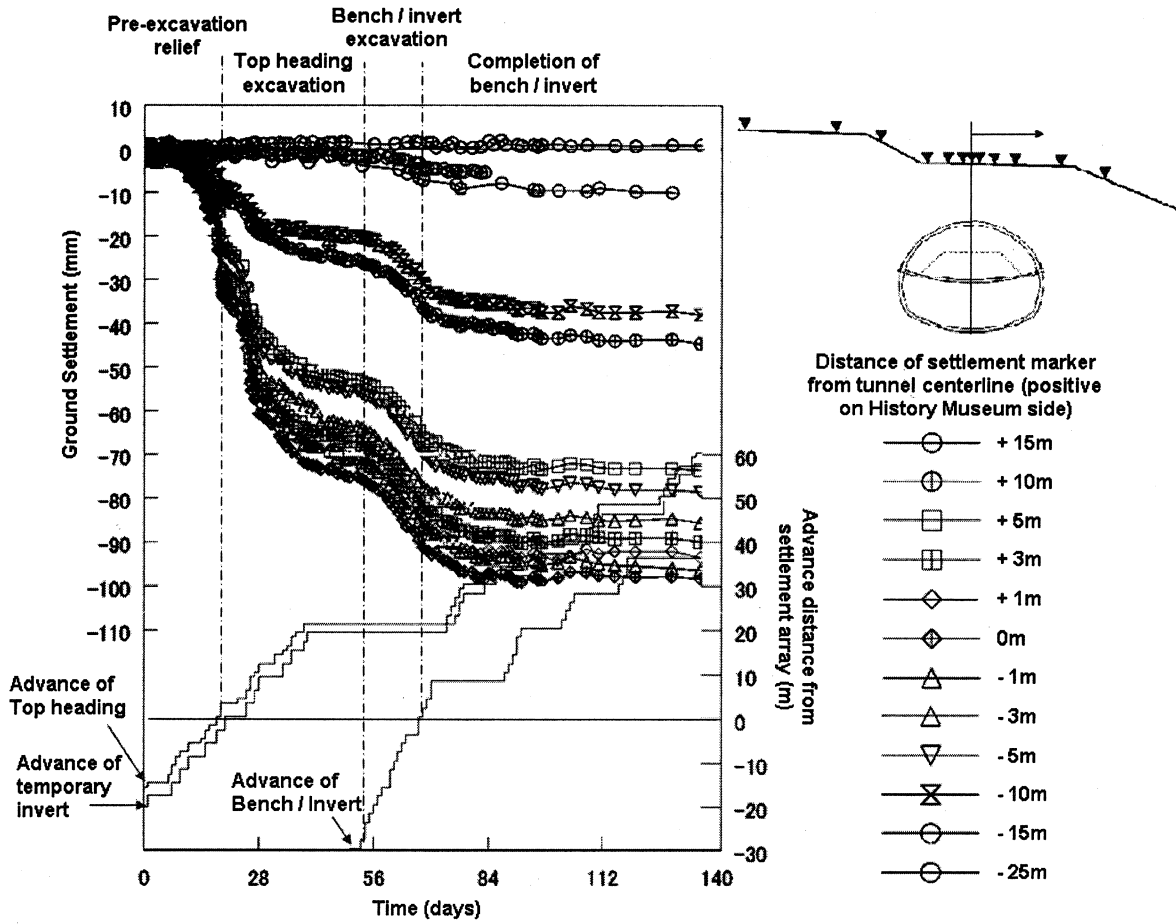 Pre-excavation
relief
Top heading
excavation
Bench / invert
excavation
Completion of
bench / invert
10
0
-10
-20
-30
-40
-50
-60
-70
-80
-90
-100
-110
Ground Settlement (mm)
60
50
40
30
20
10
0
-10
-20
-30
Advance distance from
settlement array (m)
Advance of
Top heading
Advance of
temporary
invert
Advance of
Bench / Invert
0
28
56
84
112
140
Time (days)
Distance of settlement marker
from tunnel centerline (positive
on History Museum side)
+ 15m
+ 10m
+ 5m
+ 3m
+ 1m
0m
- 1m
- 3m
- 5m
- 10m
- 15m
- 25m